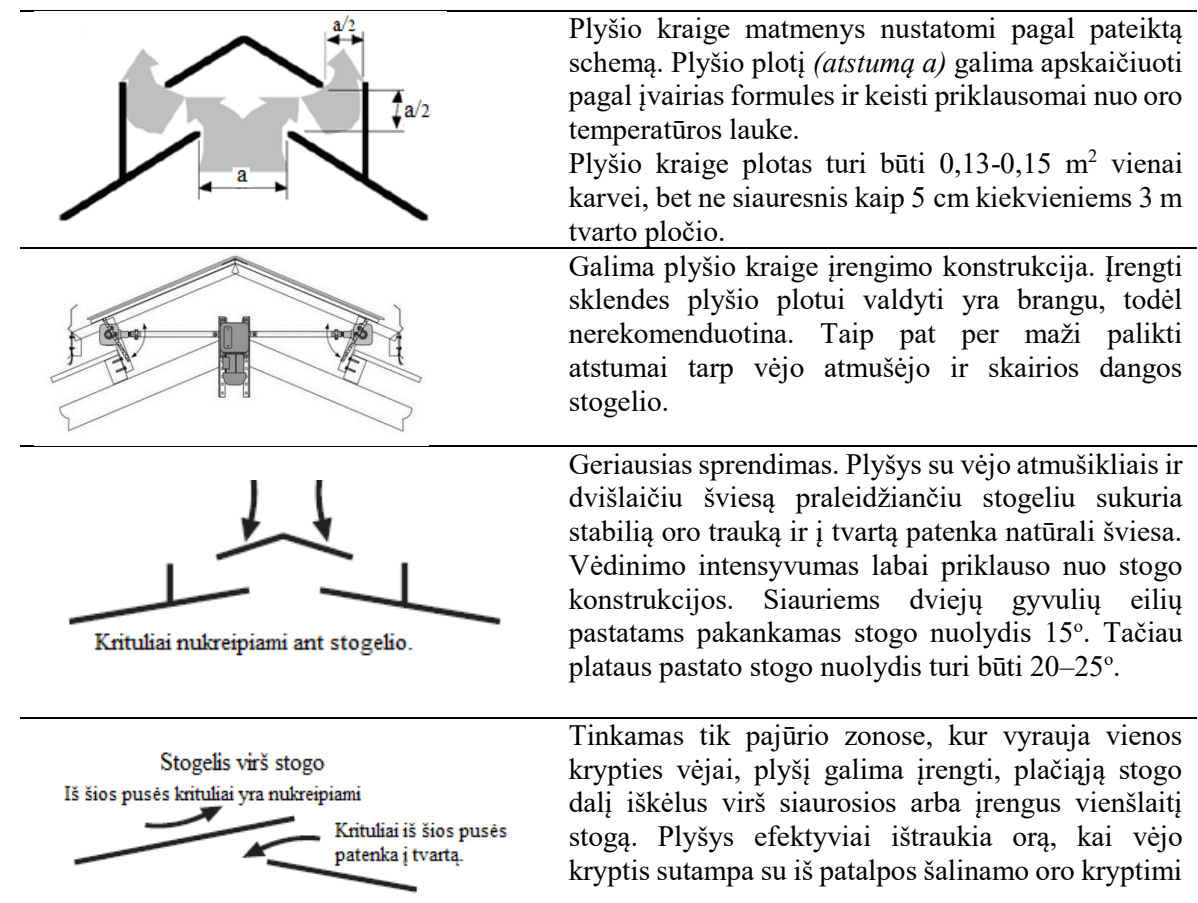 a/2
a/2
a
Plyšio kraige matmenys nustatomi pagal pateiktą
schemą. Plyšio plotį (atstumą a) galima apskaičiuoti
pagal įvairias formules ir keisti priklausomai nuo oro
temperatūros lauke.
Plyšio kraige plotas turi būti 0,13-0,15 m² vienai
karvei, bet ne siauresnis kaip 5 cm kiekvieniems 3 m
tvarto pločio.
Galima plyšio kraige įrengimo konstrukcija. Įrengti
sklendes plyšio plotui valdyti yra brangu, todėl
nerekomenduotina. Taip pat per maži palikti
atstumai tarp vėjo atmušėjo ir skairios dangos
stogelio.
Krituliai nukreipiami ant stogelio.
Geriausias sprendimas. Plyšys su vėjo atmušikliais ir
dvišlaičiu šviesą praleidžiančiu stogeliu sukuria
stabilią oro trauką ir į tvartą patenka natūrali šviesa.
Vėdinimo intensyvumas labai priklauso nuo stogo
konstrukcijos. Siauriems dviejų gyvulių eilių
pastatams pakankamas stogo nuolydis 15º. Tačiau
plataus pastato stogo nuolydis turi būti 20–25º.
Stogelis virš stogo
Iš šios pusės krituliai yra nukreipiami
Krituliai iš šios pusės
patenka į tvartą.
Tinkamas tik pajūrio zonose, kur vyrauja vienos
krypties vėjai, plyšį galima įrengti, plačiąją stogo
dalį iškėlus virš siaurosios arba įrengus vienšlaitį
stogą. Plyšys efektyviai ištraukia orą, kai vėjo
kryptis sutampa su iš patalpos šalinamo oro kryptimi